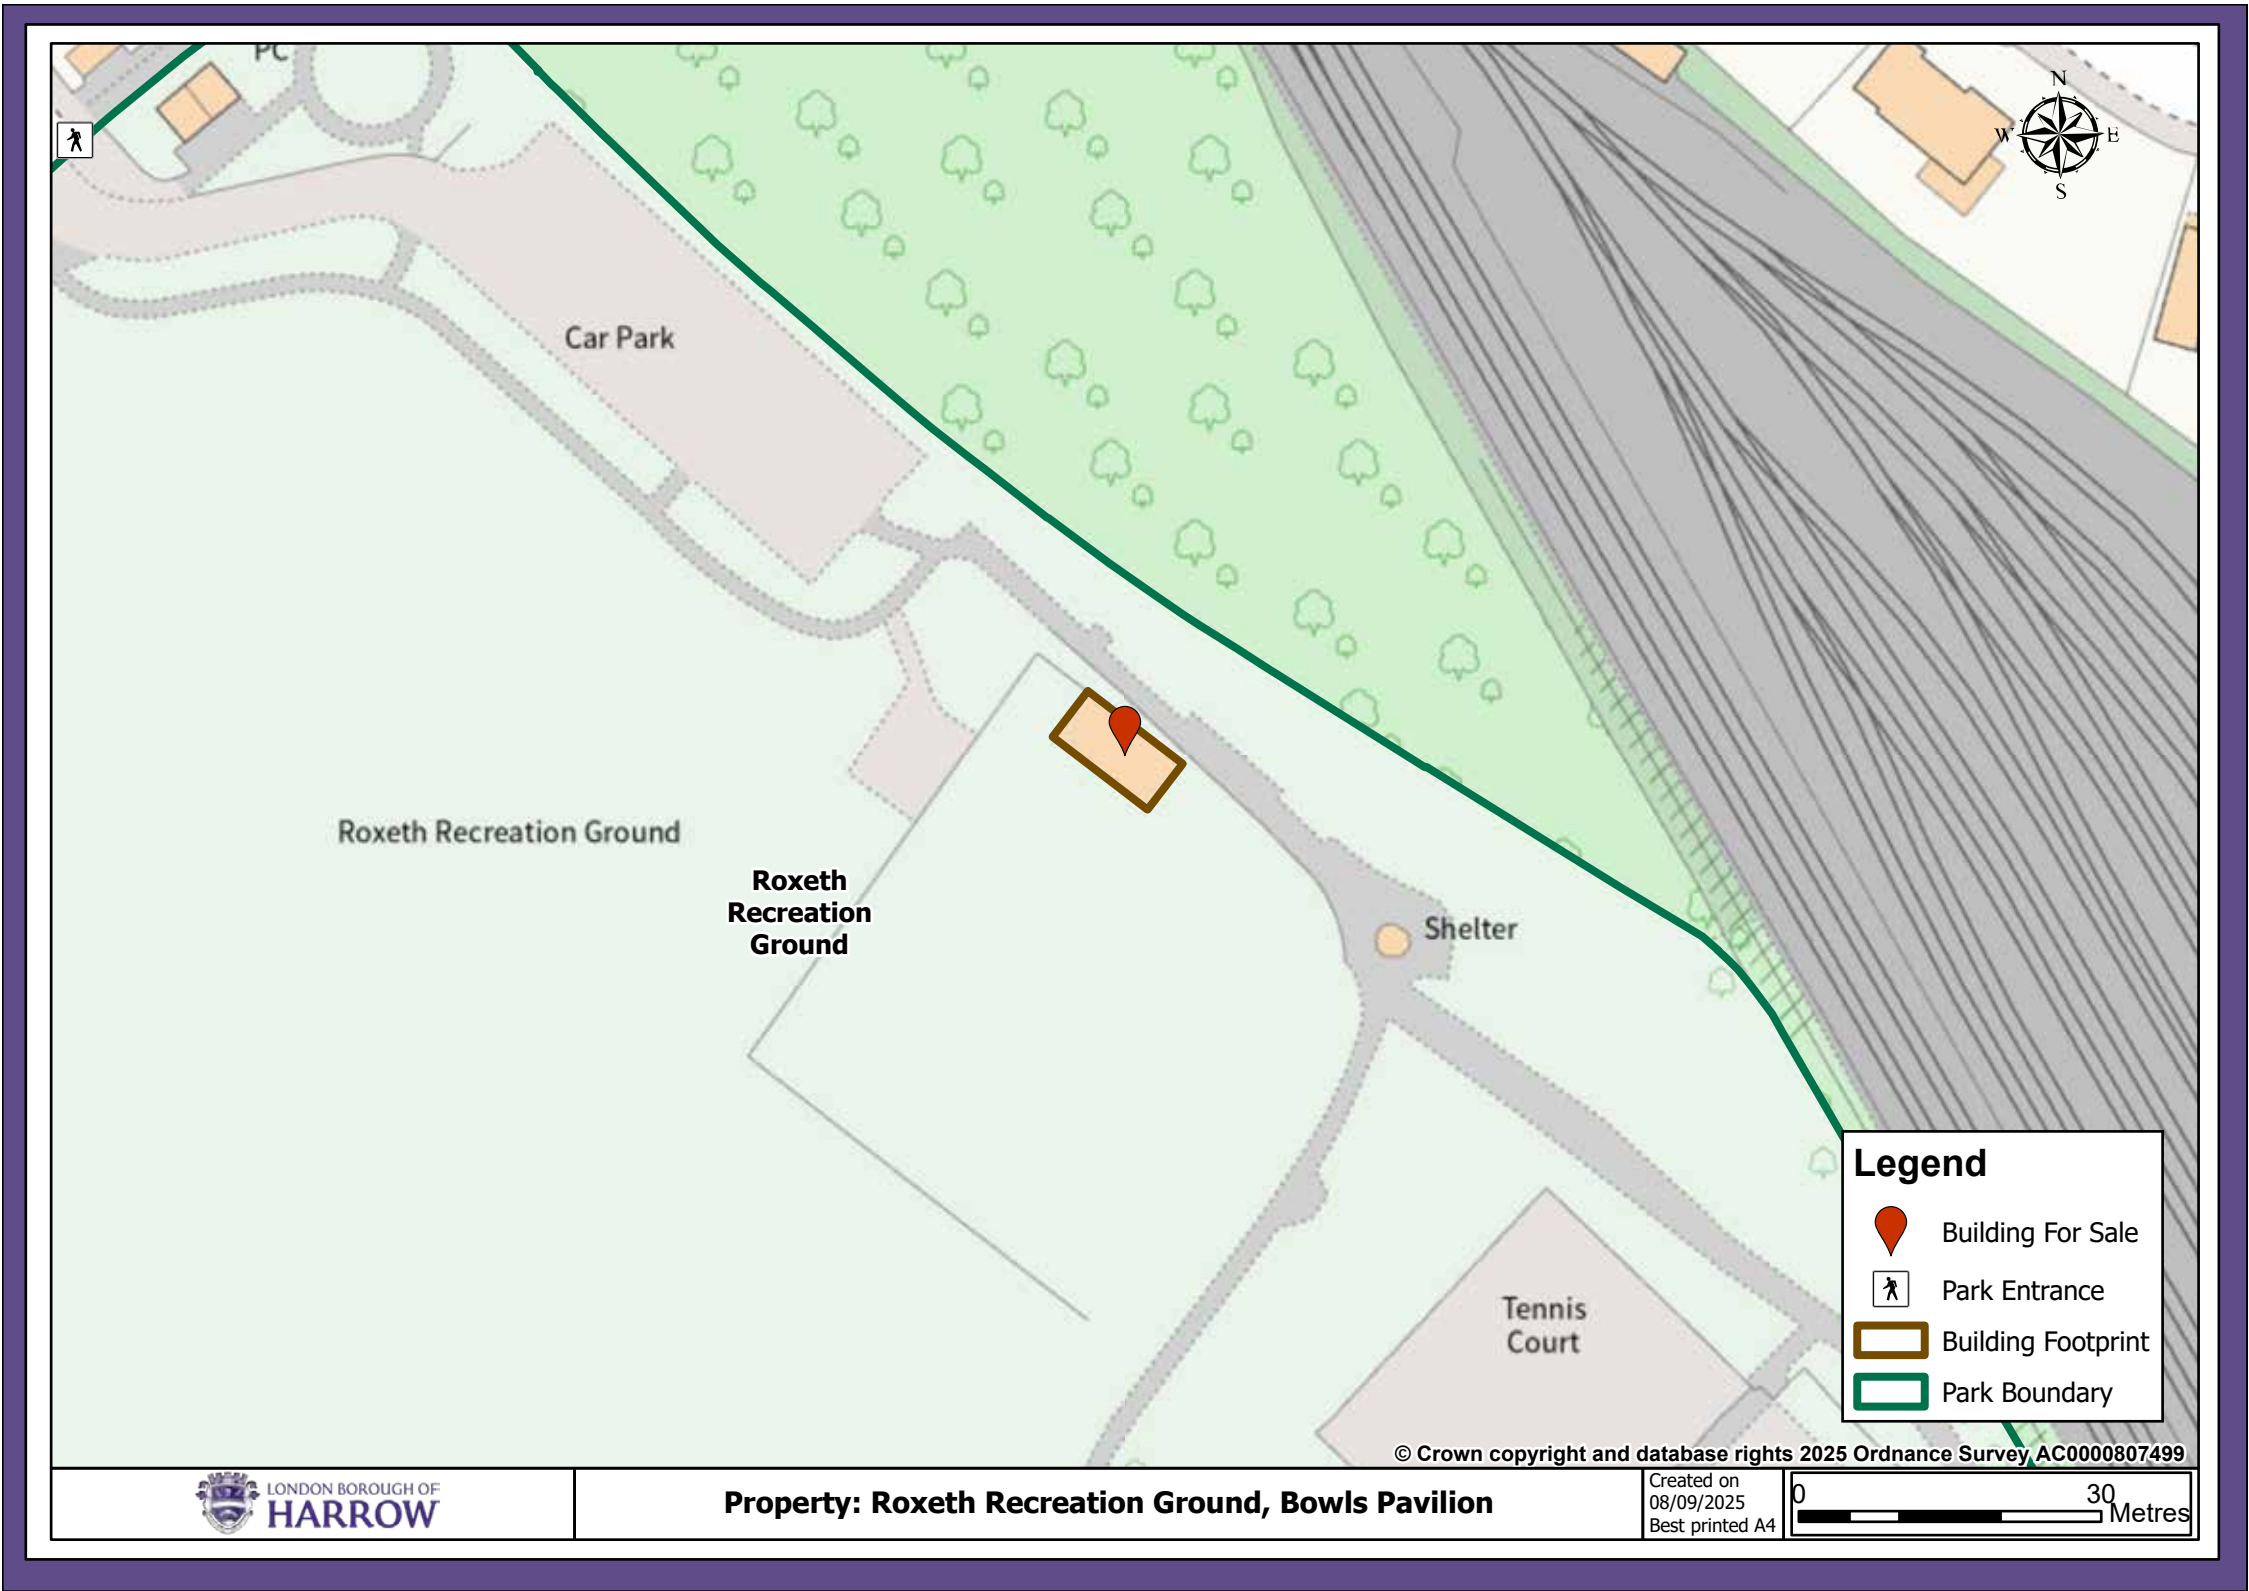 PC
N
W E
S
Car Park
Roxeth Recreation Ground
Roxeth
Recreation
Ground
Shelter
Tennis
Court
Legend
Building For Sale
Park Entrance
Building Footprint
Park Boundary
© Crown copyright and database rights 2025 Ordnance Survey AC0000807499
LONDON BOROUGH OF
HARROW
Property: Roxeth Recreation Ground, Bowls Pavilion
Created on
08/09/2025
Best printed A4
0 30
Metres